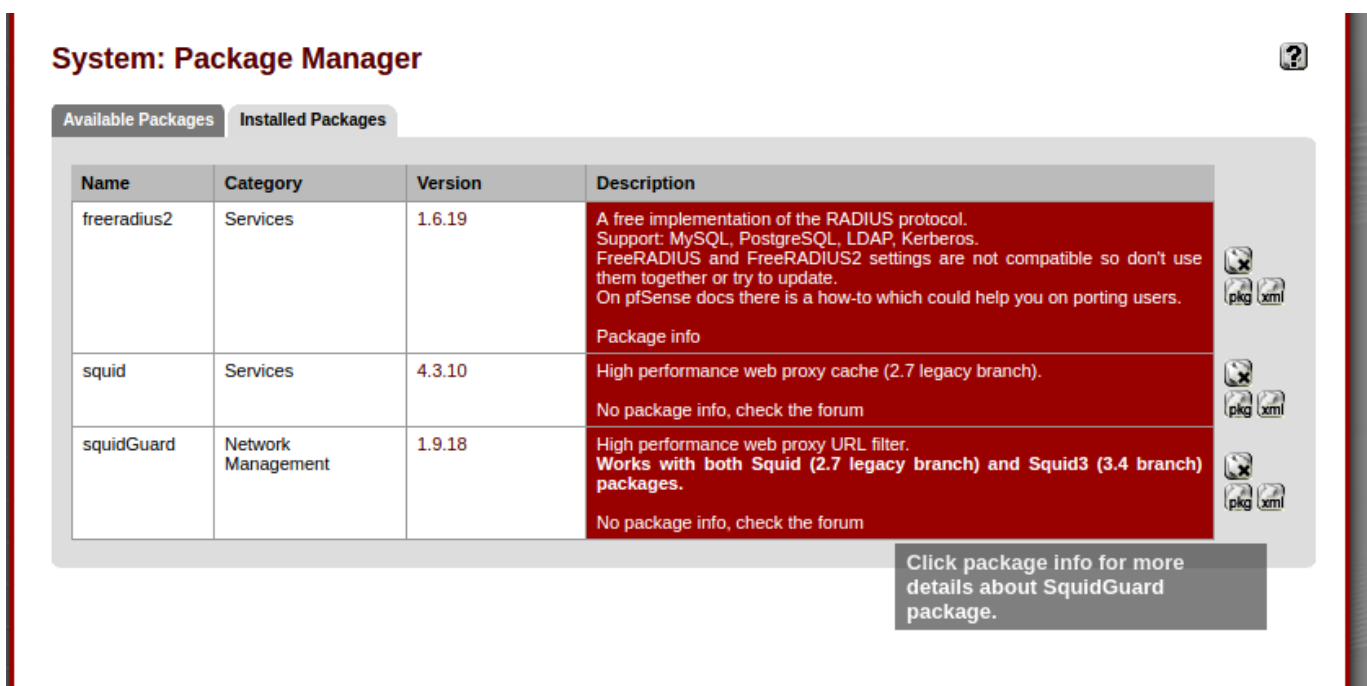 System: Package Manager
?
Available Packages Installed Packages
Name Category Version Description
freeradius2 Services 1.6.19 A free implementation of the RADIUS protocol.
Support: MySQL, PostgreSQL, LDAP, Kerberos.
FreeRADIUS and FreeRADIUS2 settings are not compatible so don't use
them together or try to update.
On pfSense docs there is a how-to which could help you on porting users.
pkg xml
Package info
squid Services 4.3.10 High performance web proxy cache (2.7 legacy branch).
No package info, check the forum
pkg xml
squidGuard Network Management 1.9.18 High performance web proxy URL filter.
Works with both Squid (2.7 legacy branch) and Squid3 (3.4 branch)
packages.
pkg xml
No package info, check the forum
Click package info for more
details about SquidGuard
package.